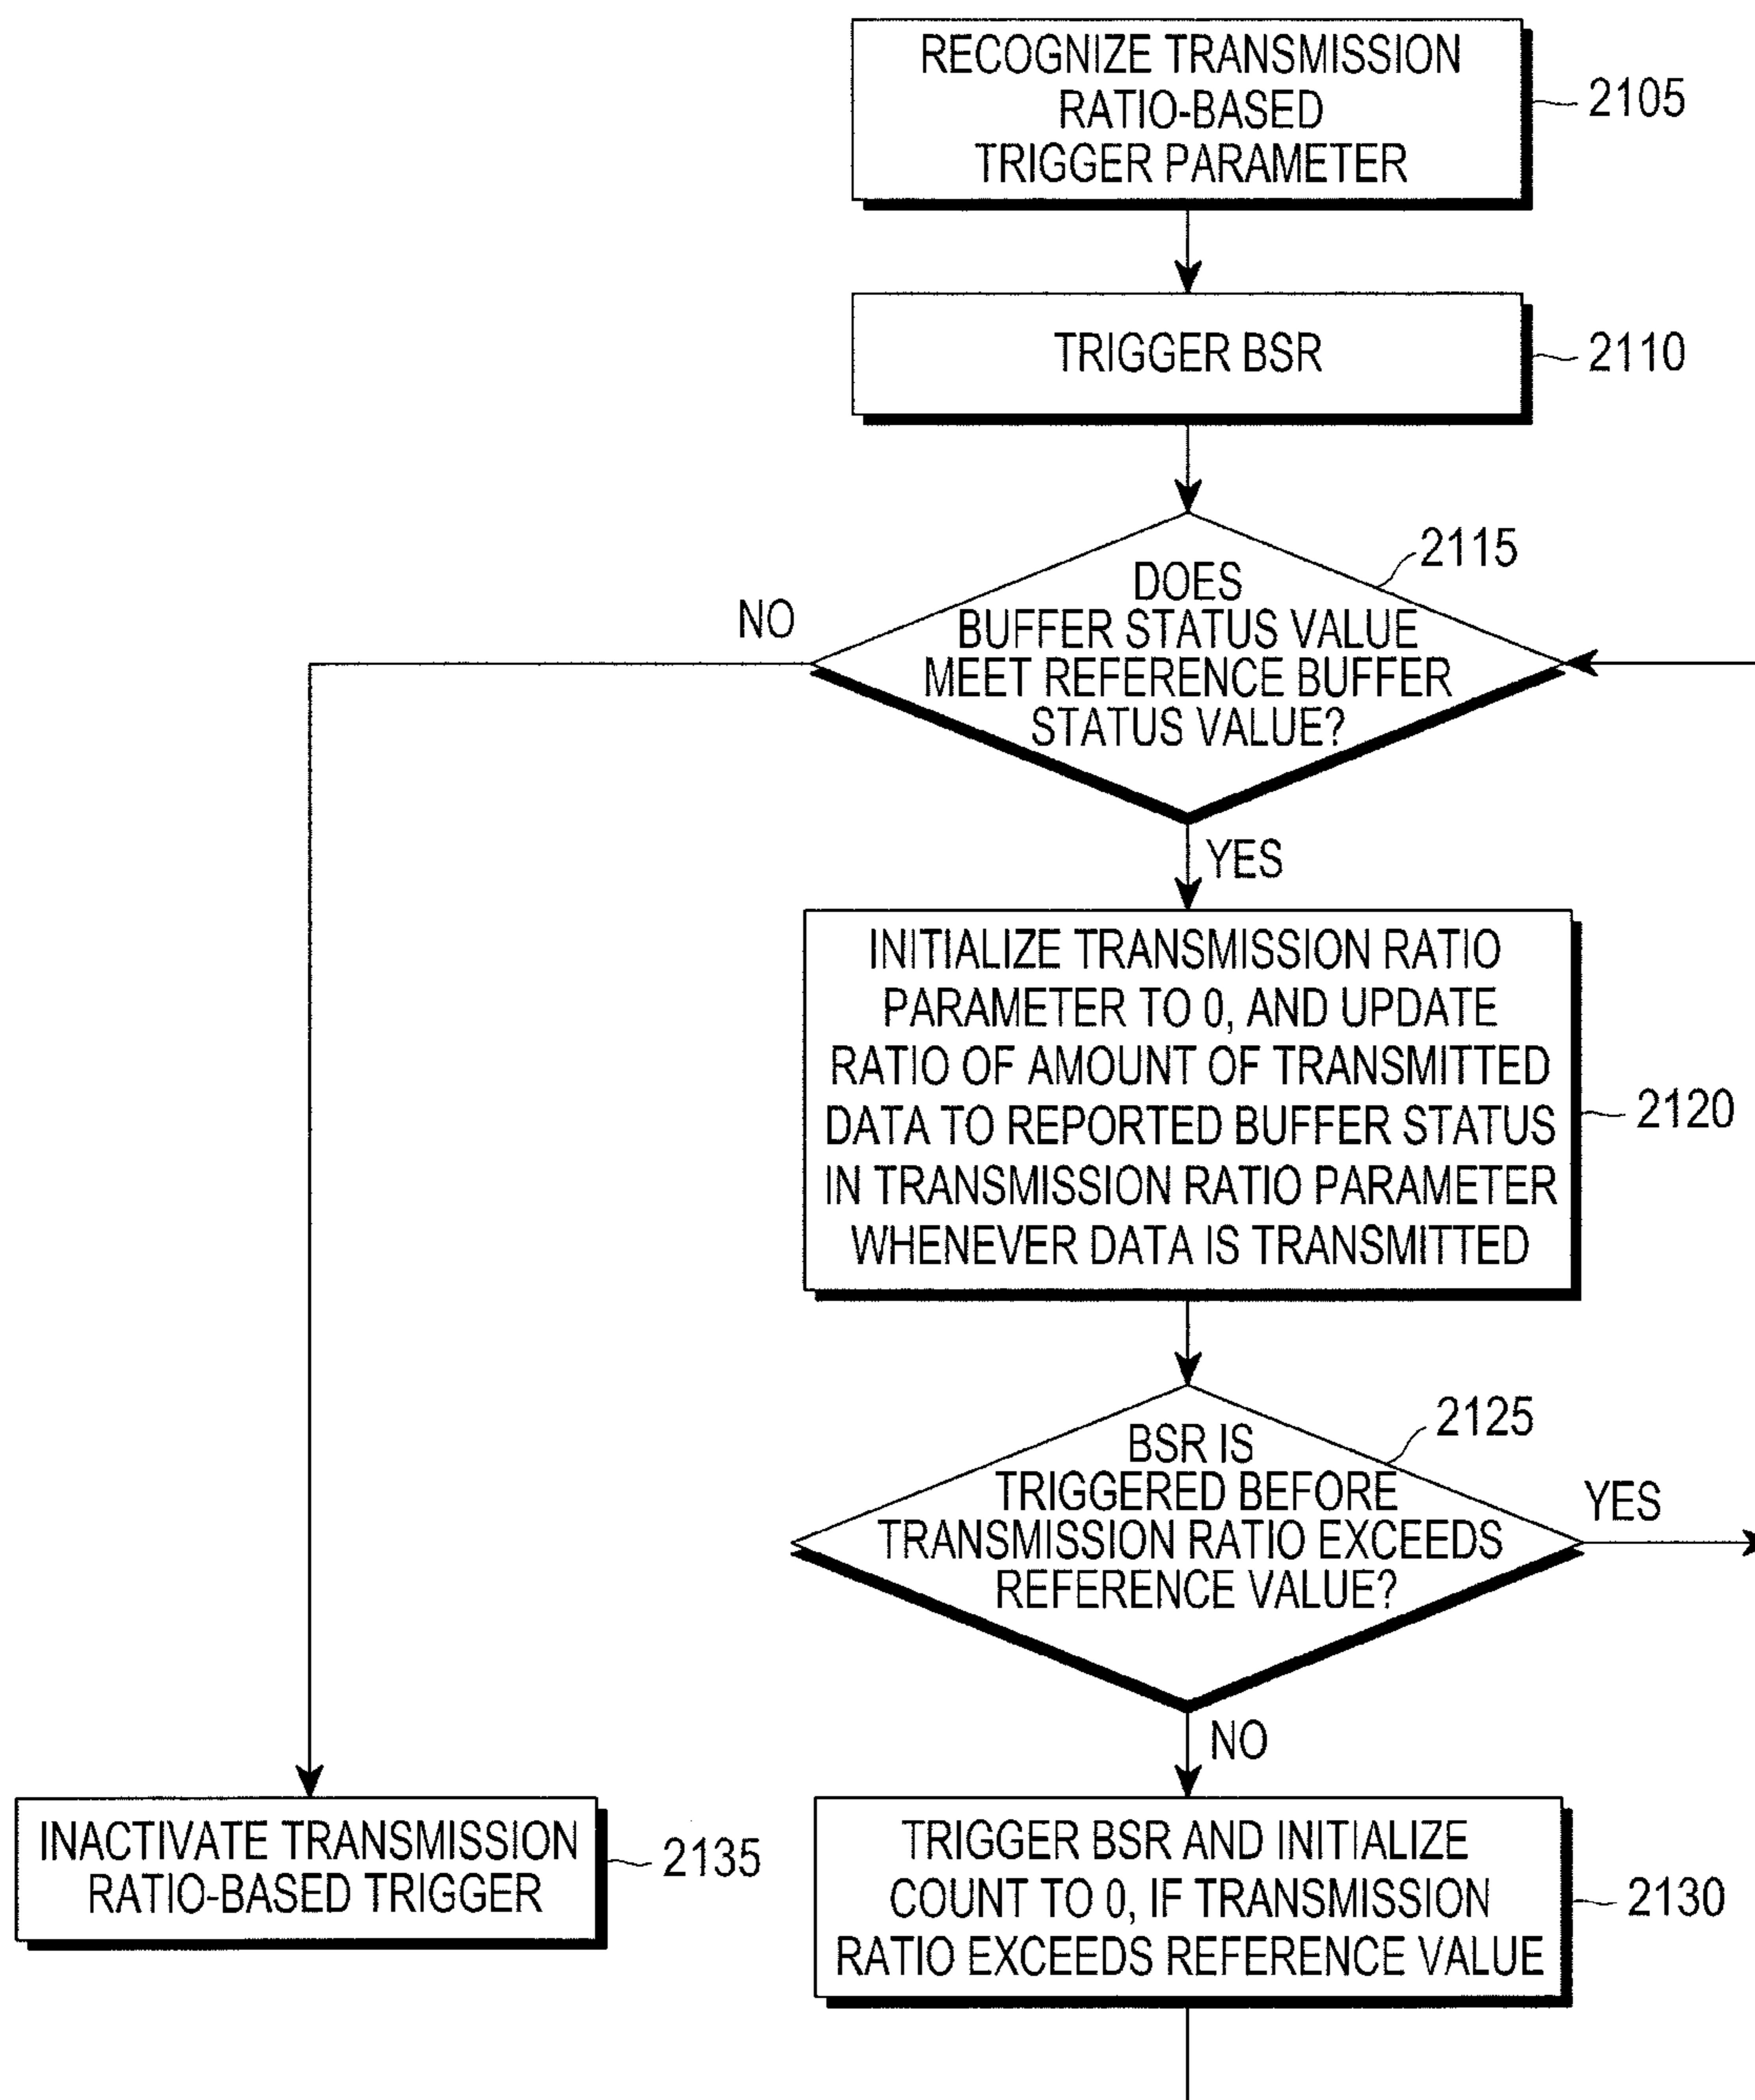 RECOGNIZE TRANSMISSION
RATIO-BASED
TRIGGER PARAMETER
2105
TRIGGER BSR
2110
2115
DOES
BUFFER STATUS VALUE
MEET REFERENCE BUFFER
STATUS VALUE?
NO
YES
INITIALIZE TRANSMISSION RATIO
PARAMETER TO 0, AND UPDATE
RATIO OF AMOUNT OF TRANSMITTED
DATA TO REPORTED BUFFER STATUS
IN TRANSMISSION RATIO PARAMETER
WHENEVER DATA IS TRANSMITTED
2120
2125
BSR IS
TRIGGERED BEFORE
TRANSMISSION RATIO EXCEEDS
REFERENCE VALUE?
YES
NO
INACTIVATE TRANSMISSION
RATIO-BASED TRIGGER
2135
TRIGGER BSR AND INITIALIZE
COUNT TO 0, IF TRANSMISSION
RATIO EXCEEDS REFERENCE VALUE
2130